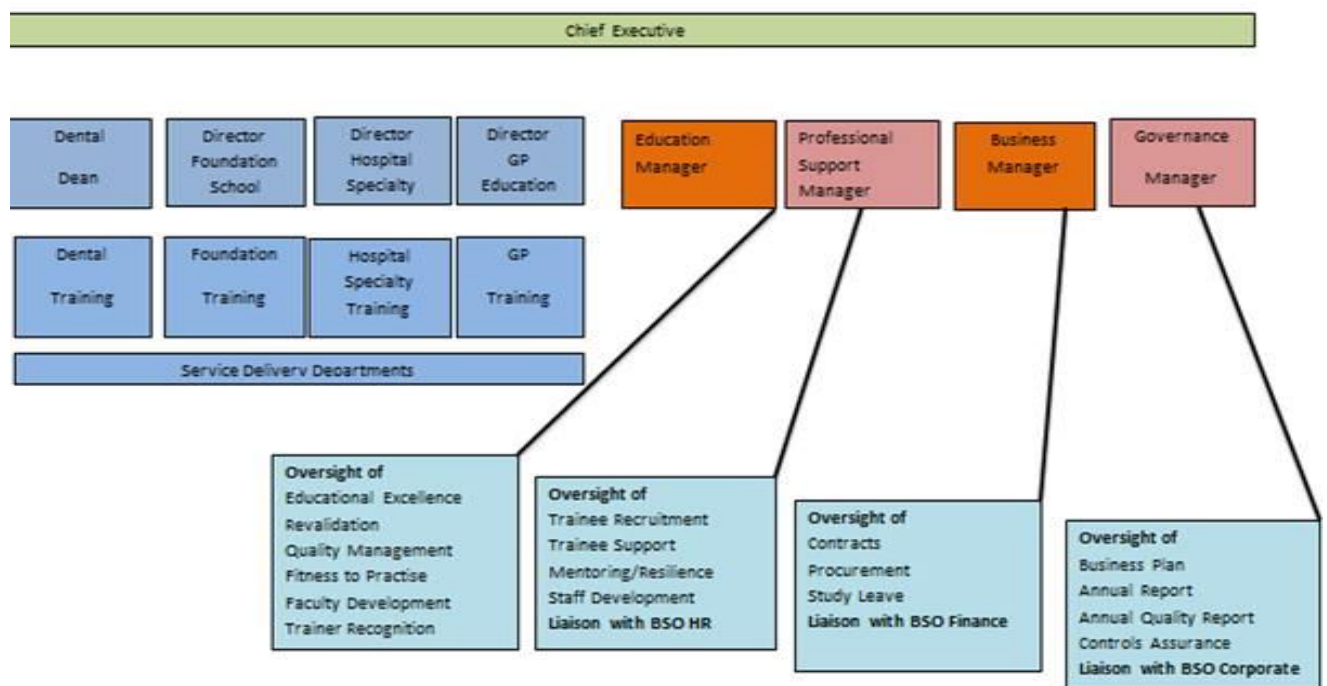 Chief Executive
Dental
Dean
Director
Foundation
School
Director
Hospital
Specialty
Director
GP
Education
Education
Manager
Professional
Support
Manager
Business
Manager
Governance
Manager
Dental
Training
Foundation
Training
Hospital
Specialty
Training
GP
Training
Service Delivery Departments
Oversight of
Educational Excellence
Revalidation
Quality Management
Fitness to Practise
Faculty Development
Trainer Recognition
Oversight of
Trainee Recruitment
Trainee Support
Mentoring/Resilience
Staff Development
Liaison with BSO HR
Oversight of
Contracts
Procurement
Study Leave
Liaison with BSO Finance
Oversight of
Business Plan
Annual Report
Annual Quality Report
Controls Assurance
Liaison with BSO Corporate